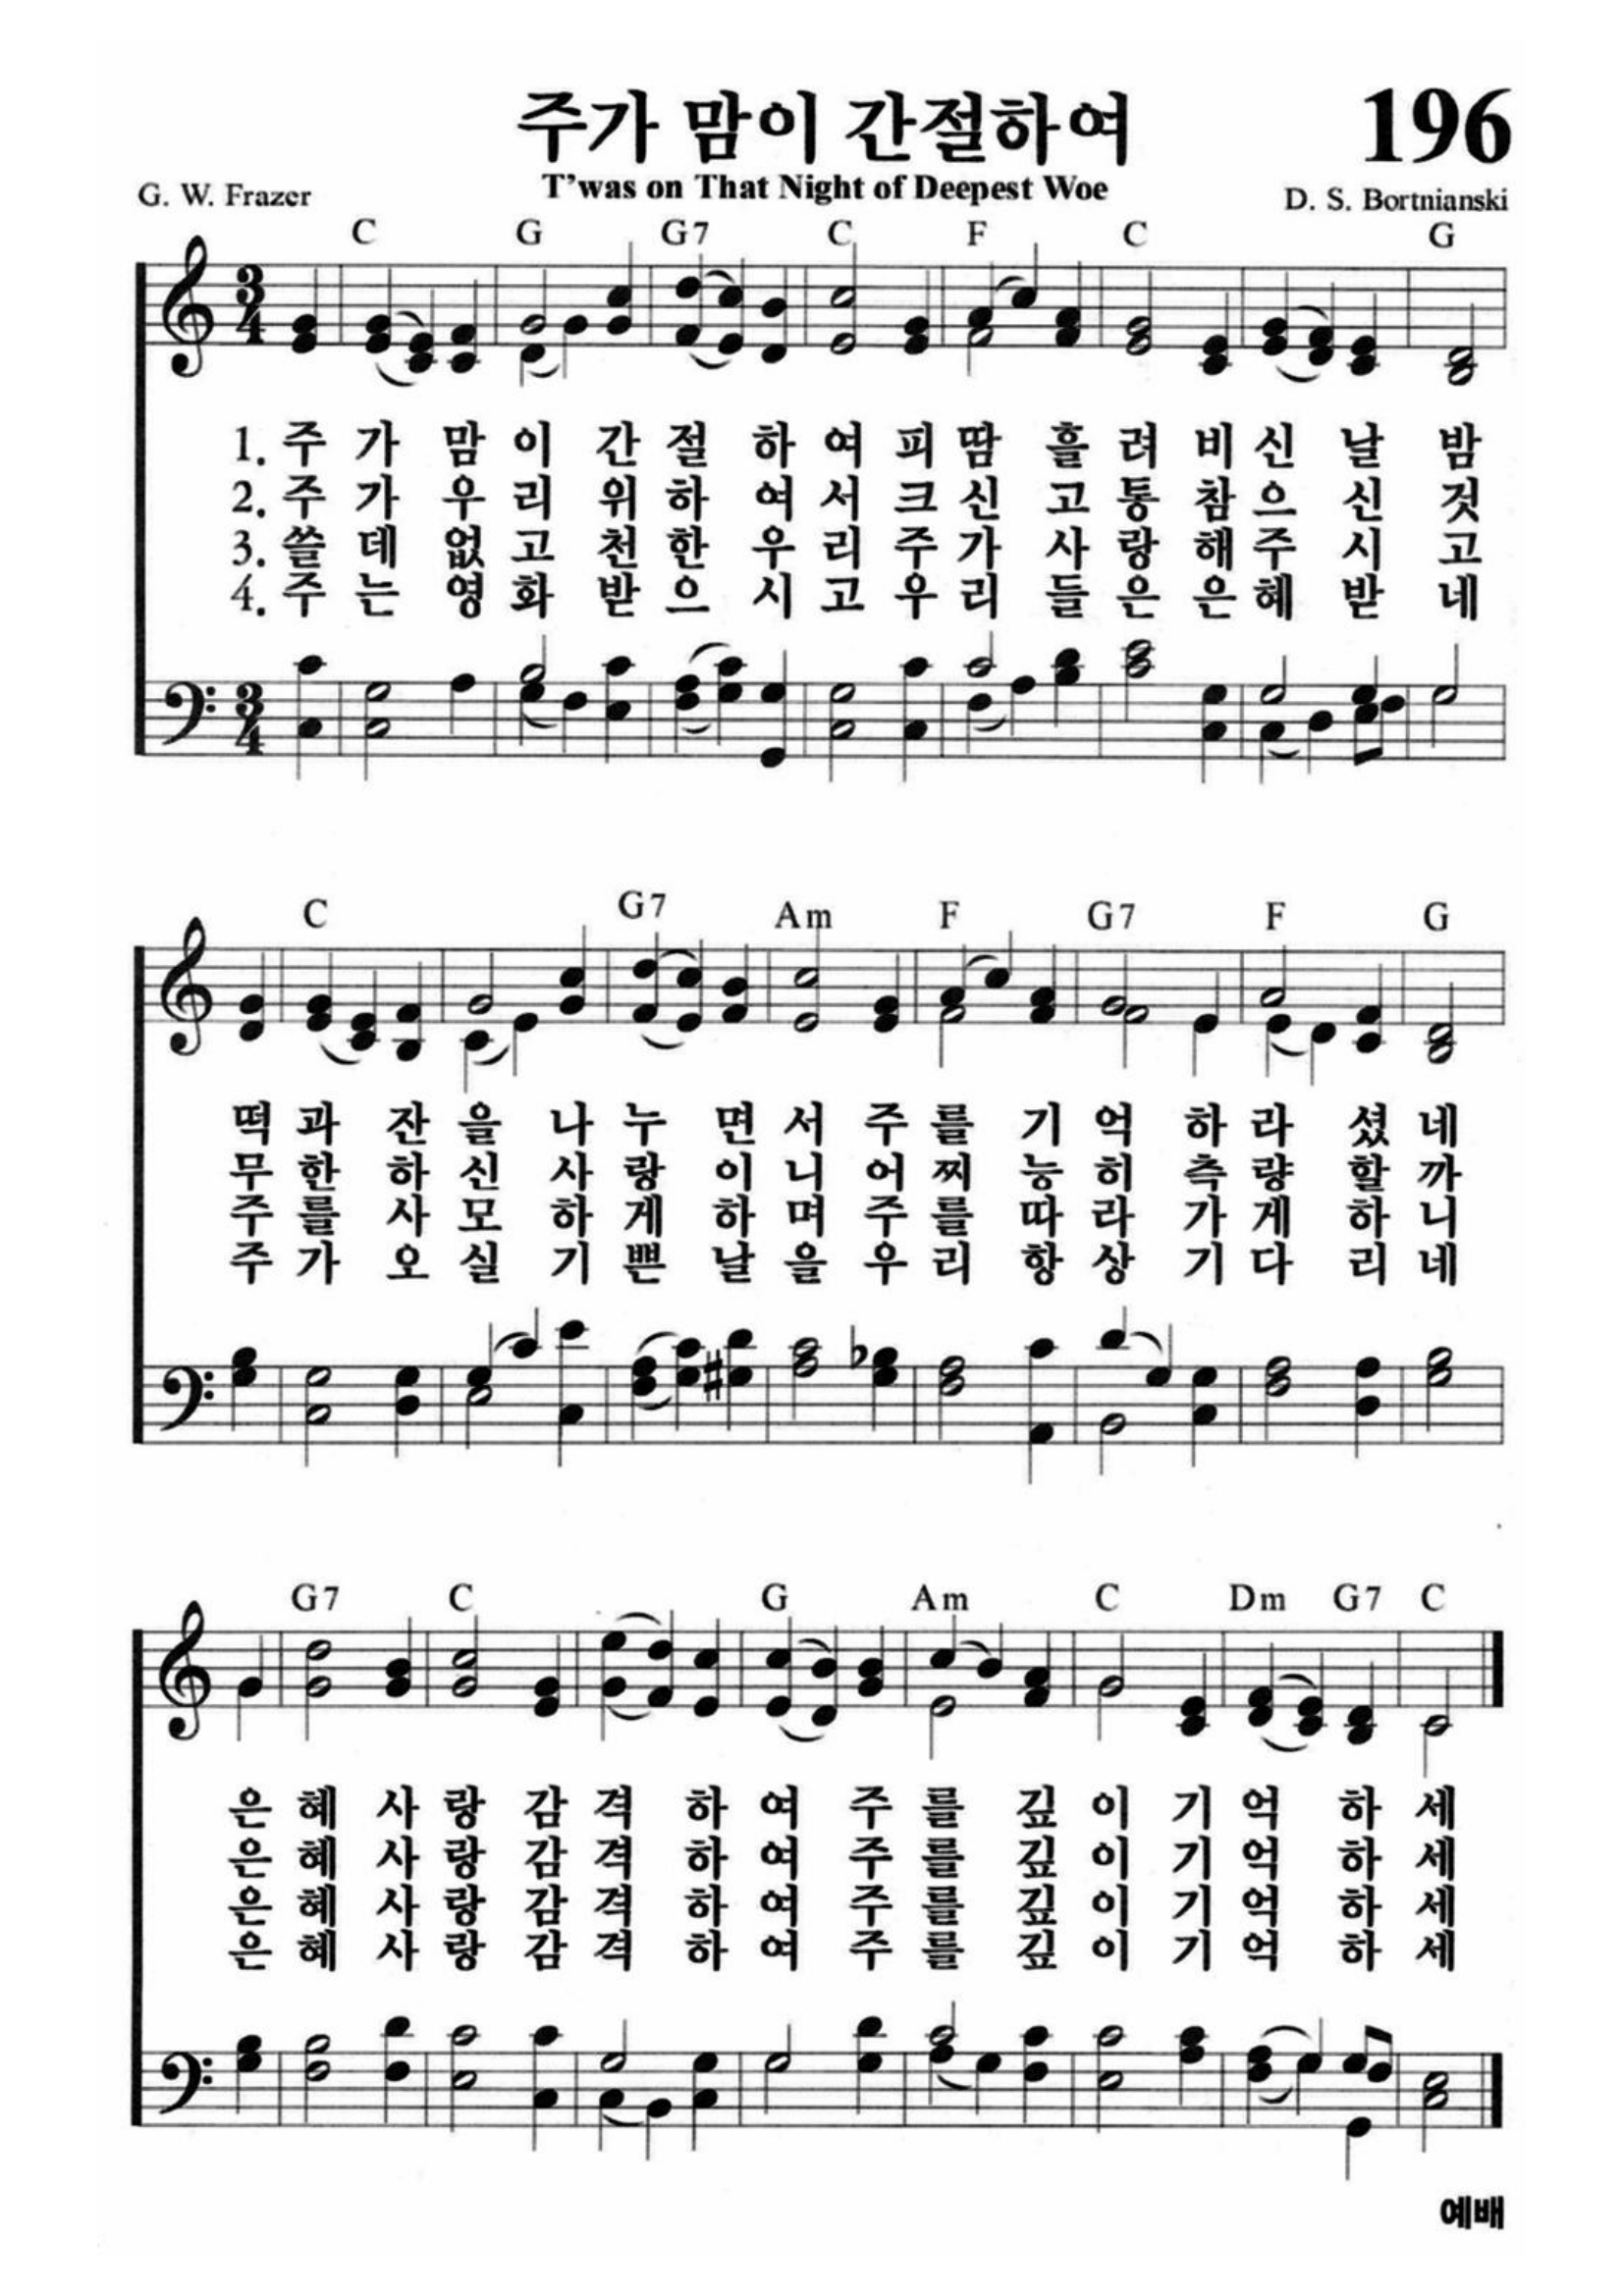 주가 맘이 간절하여
196
T'was on That Night of Deepest Woe
G. W. Frazer
D. S. Bortnianski
C G G7 C F C G
3 4
1. 주 가 맘 이 간 절 하 여 피 땀 흘 려 비 신 날 밤
2. 주 가 우 리 위 하 여 서 크 신 고 통 참 으 신 것
3. 쓸 데 없 고 천 한 우 리 주 가 사 랑 해 주 시 고
4. 주 는 영 화 받 으 시 고 우 리 들 은 은 혜 받 네
3 4
C G7 Am F G7 F G
떡 과 잔 을 나 누 면 서 주 를 기 억 하 라 셨 네
무 한 하 신 사 랑 이 니 어 찌 능 히 측 량 할 까
주 를 사 모 하 게 하 며 주 를 따 라 가 게 하 니
주 가 오 실 기 쁜 날 을 우 리 항 상 기 다 리 네
G7 C G Am C Dm G7 C
은 혜 사 랑 감 격 하 여 주 를 깊 이 기 억 하 세
은 혜 사 랑 감 격 하 여 주 를 깊 이 기 억 하 세
은 혜 사 랑 감 격 하 여 주 를 깊 이 기 억 하 세
은 혜 사 랑 감 격 하 여 주 를 깊 이 기 억 하 세
예배